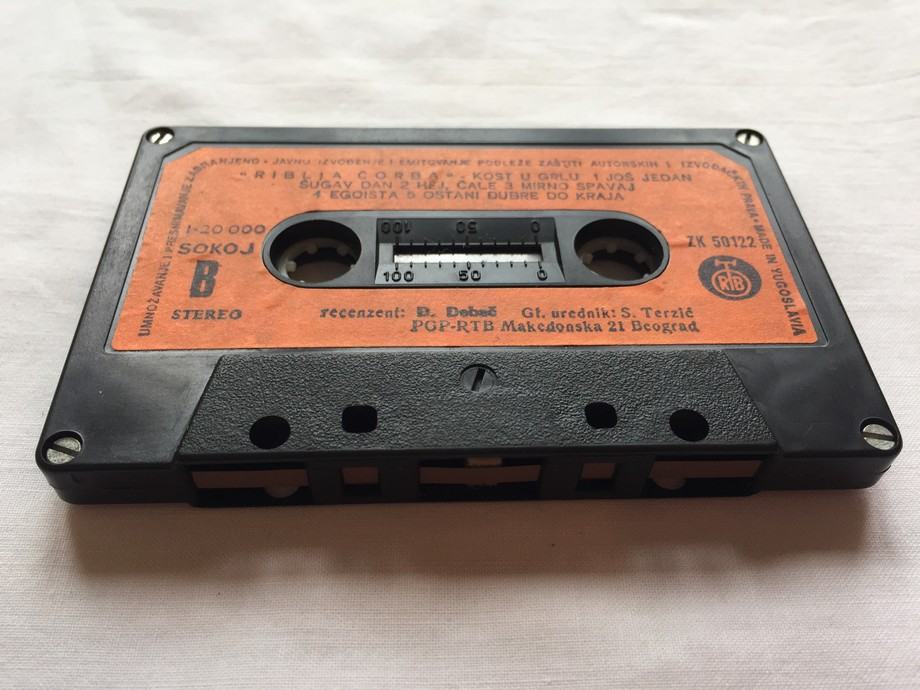 UMNOŽAVANJE I PRESNIMAVANJE ZABRANJENO • JAVNU IZVOĐENJE I EMITOVANJE PODLEŽE ZAŠTITI AUTORSKIH I IZVOĐAČKIH PRAVA • MADE IN YUGOSLAVIA
"RIBLJA ČORBA" - KOST U GRLU 1 JOŠ JEDAN
ŠUGAV DAN 2 HEJ, ĆALE 3 MIRNO SPAVAJ
4 EGOISTA 5 OSTANI ĐUBRE DO KRAJA
1-20 000
SOKOJ
B
STEREO
100 50 0
100 50 0
ZK 50122
RTB
recenzent: Đ. Debač Gl. urednik: S. Terzić
PGP-RTB Makedonska 21 Beograd